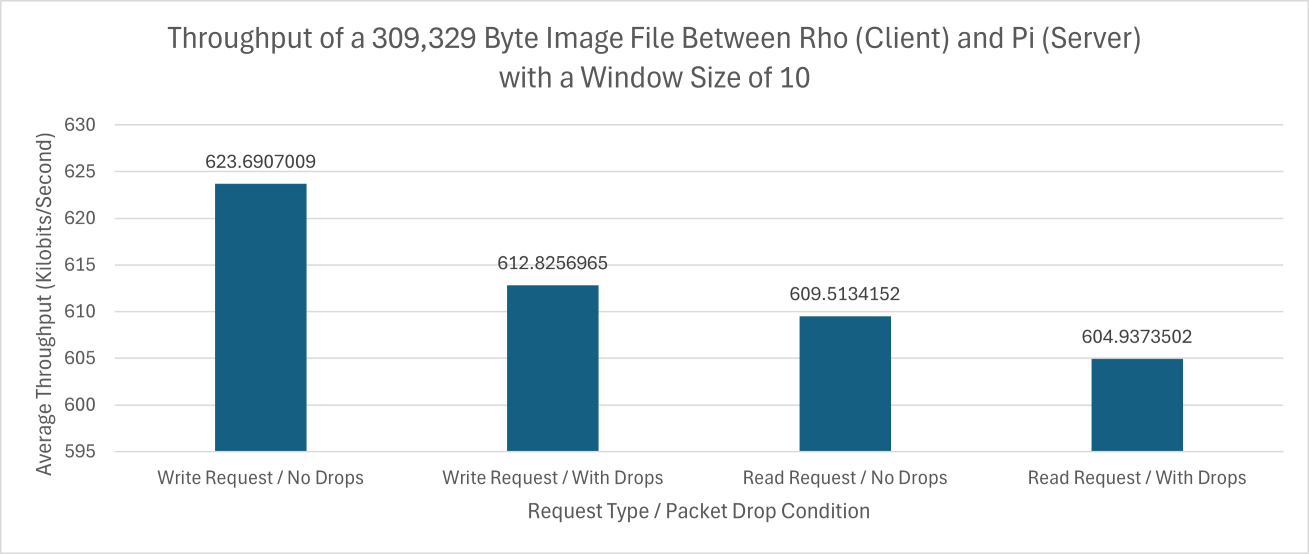 Throughput of a 309,329 Byte Image File Between Rho (Client) and Pi (Server)
with a Window Size of 10
Average Throughput (Kilobits/Second)
630
625
620
615
610
605
600
595
623.6907009
612.8256965
609.5134152
604.9373502
Write Request / No Drops
Write Request / With Drops
Read Request / No Drops
Read Request / With Drops
Request Type / Packet Drop Condition